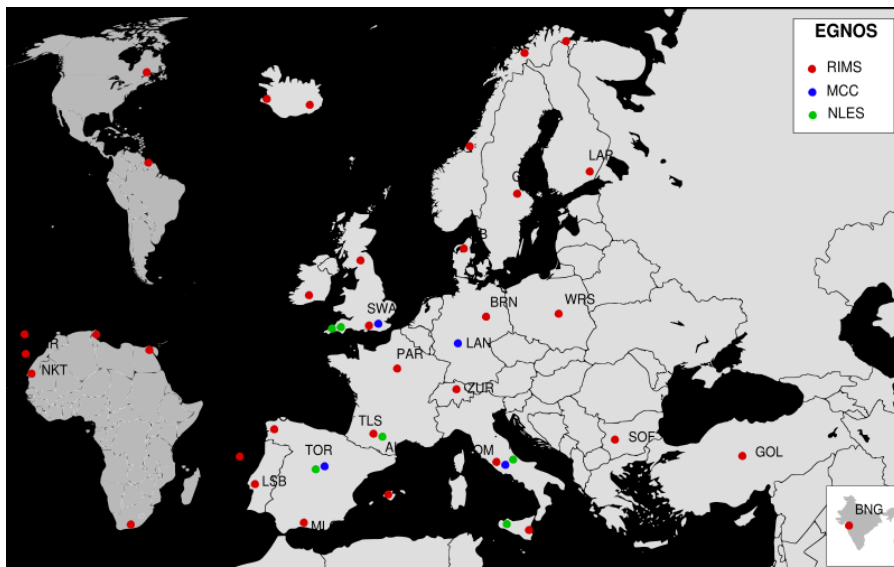 EGNOS
RIMS
MCC
NLES
LAP
SWA
BRN
WRS
LAN
PAR
NKT
ZUR
TLS
SOF
TOR
GOL
LSB
BNG